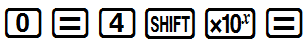 0 = 4 SHIFT ×10ˣ =